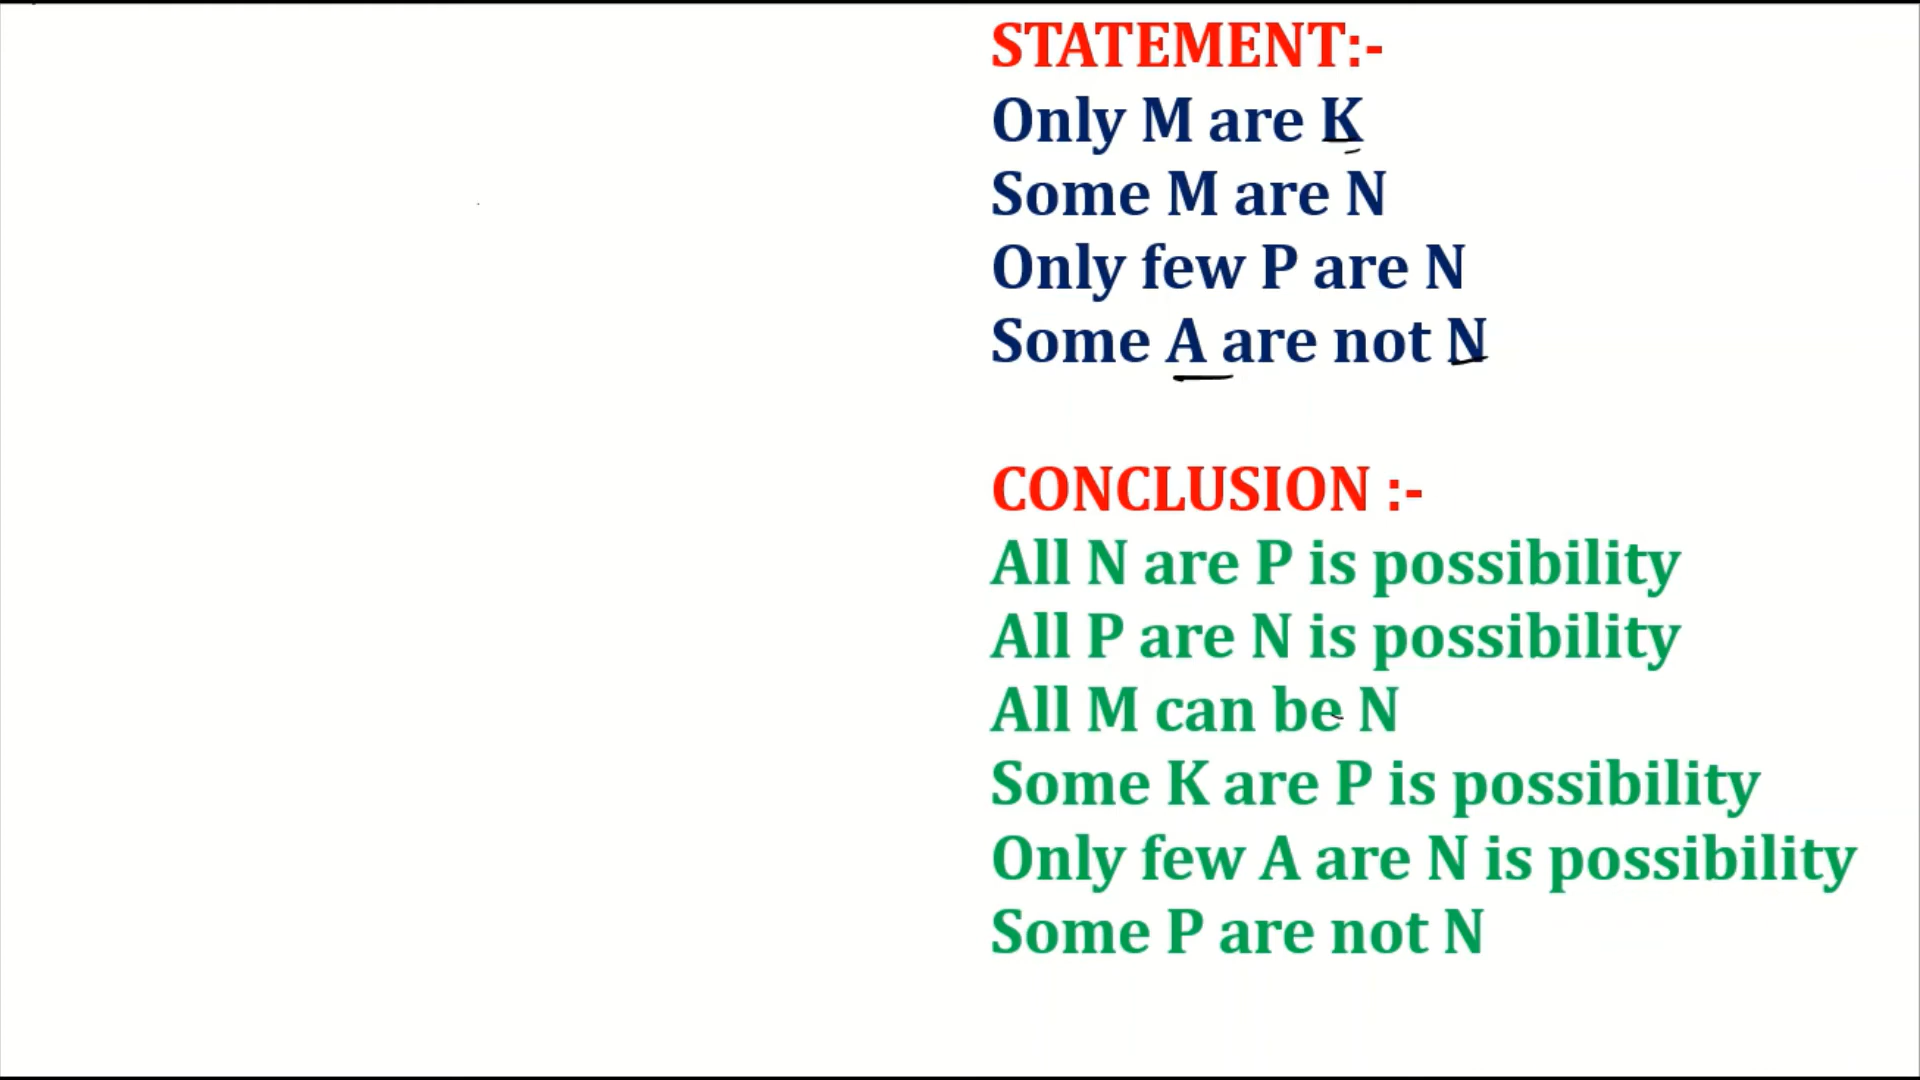 STATEMENT:-
Only M are K
Some M are N
Only few P are N
Some A are not N
CONCLUSION :-
All N are P is possibility
All P are N is possibility
All M can be N
Some K are P is possibility
Only few A are N is possibility
Some P are not N